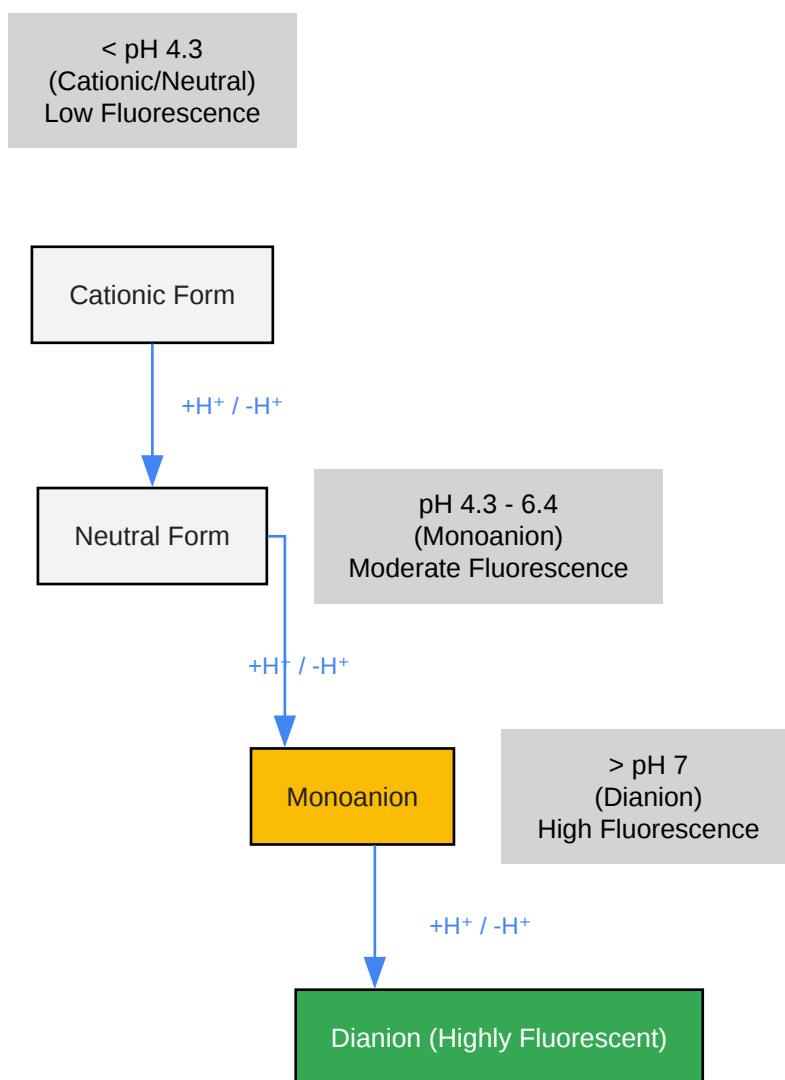 < pH 4.3
(Cationic/Neutral)
Low Fluorescence
Cationic Form
+H⁺ / -H⁺
Neutral Form
pH 4.3 - 6.4
(Monoanion)
Moderate Fluorescence
+H⁺ / -H⁺
Monoanion
> pH 7
(Dianion)
High Fluorescence
+H⁺ / -H⁺
Dianion (Highly Fluorescent)